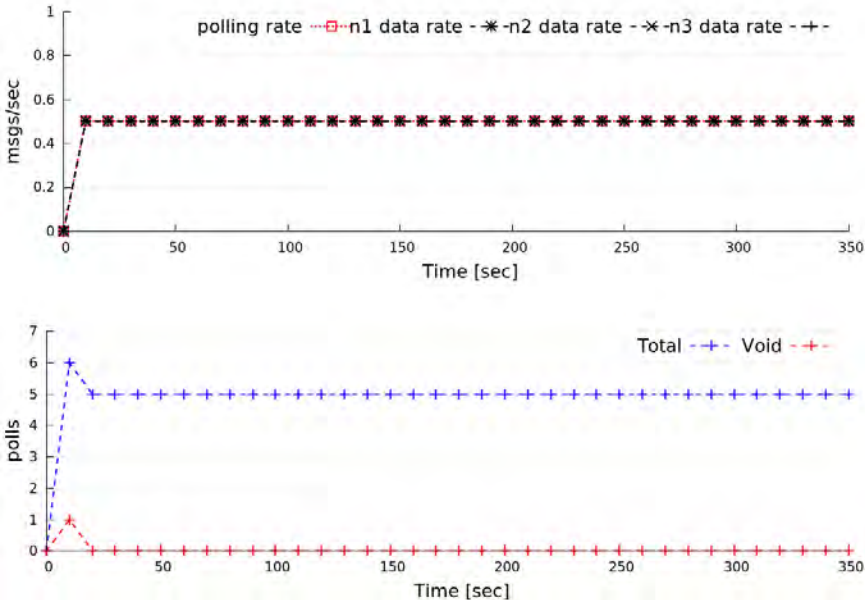 1
polling rate n1 data rate n2 data rate n3 data rate
0.8
0.6
msgs/sec
0.4
0.2
0
0 50 100 150 200 250 300 350
Time [sec]
7
Total Void
6
5
4
polls
3
2
1
0
0 50 100 150 200 250 300 350
Time [sec]